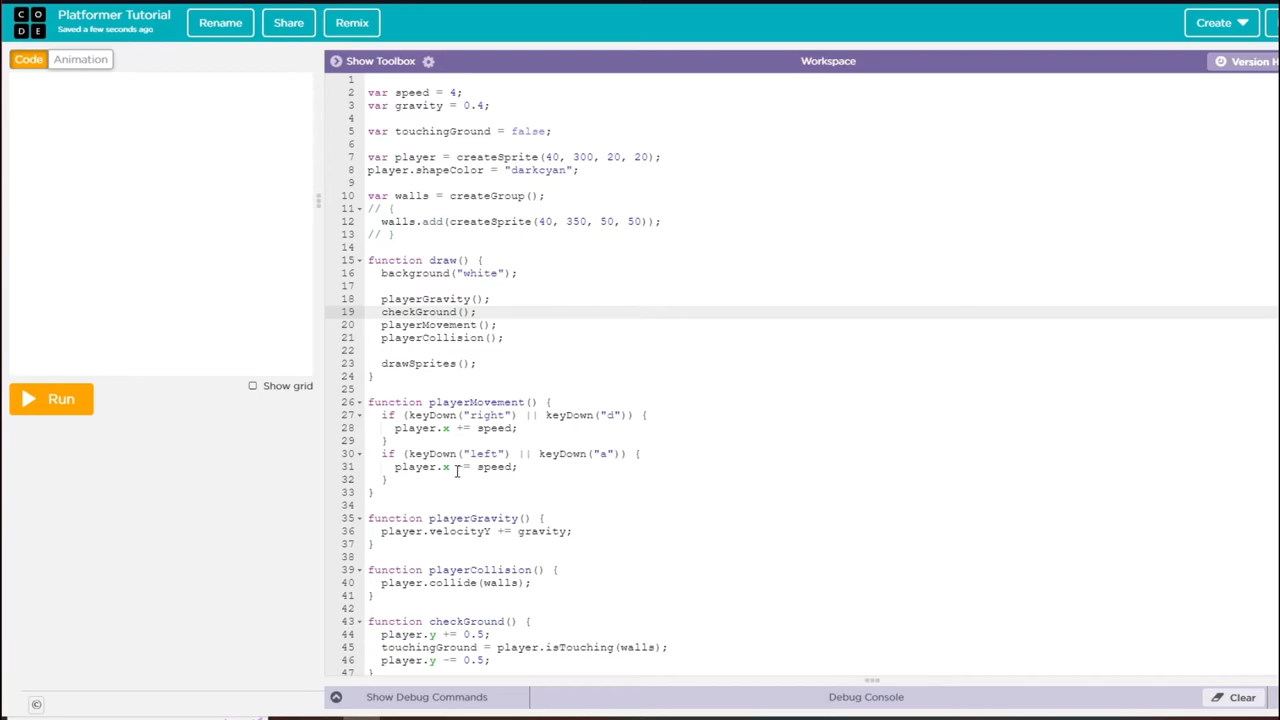 CODE
Platformer Tutorial
Saved a few seconds ago
Rename
Share
Remix
Create
Code
Animation
Show Toolbox
Workspace
Version H
1
2 var speed = 4;
3 var gravity = 0.4;
4
5 var touchingGround = false;
6
7 var player = createSprite(40, 300, 20, 20);
8 player.shapeColor = "darkcyan";
9
10 var walls = createGroup();
11 // {
12 walls.add(createSprite(40, 350, 50, 50));
13 // }
14
15 function draw() {
16 background("white");
17
18 playerGravity();
19 checkGround();
20 playerMovement();
21 playerCollision();
22
23 drawSprites();
24 }
25
26 function playerMovement() {
27 if (keyDown("right") || keyDown("d")) {
28 player.x += speed;
29 }
30 if (keyDown("left") || keyDown("a")) {
31 player.x -= speed;
32 }
33 }
34
35 function playerGravity() {
36 player.velocityY += gravity;
37 }
38
39 function playerCollision() {
40 player.collide(walls);
41 }
42
43 function checkGround() {
44 player.y += 0.5;
45 touchingGround = player.isTouching(walls);
46 player.y -= 0.5;
47 }
Run
Show grid
©
Show Debug Commands
Debug Console
Clear